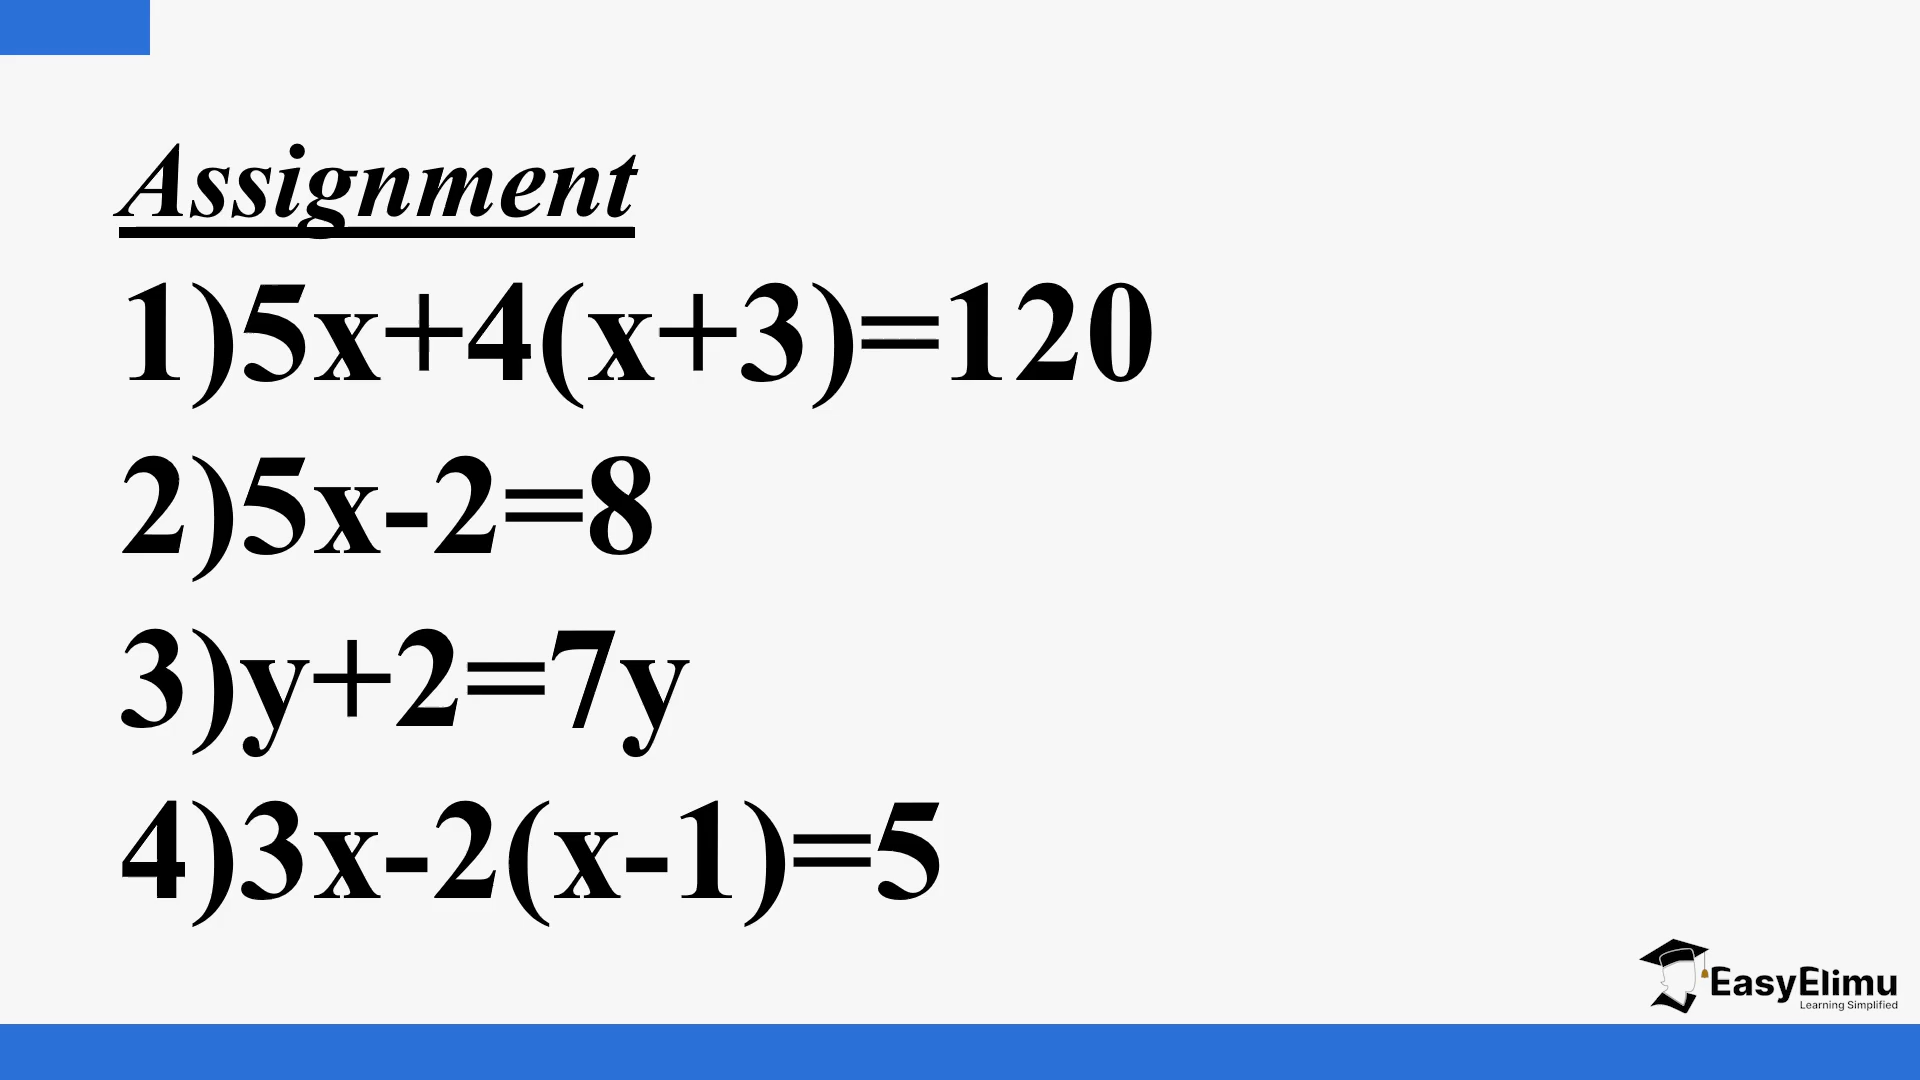 Assignment
1)5x+4(x+3)=120
2)5x-2=8
3)y+2=7y
4)3x-2(x-1)=5
EasyElimu
Learning Simplified